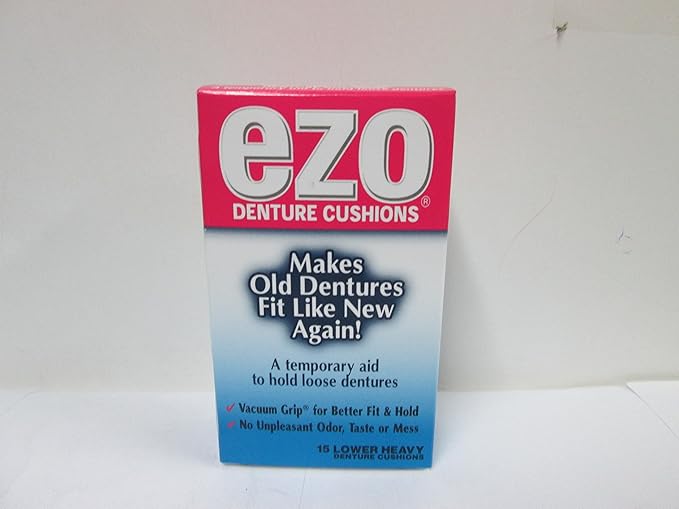 ezo
DENTURE CUSHIONS®
Makes
Old Dentures
Fit Like New
Again!
A temporary aid
to hold loose dentures
✓ Vacuum Grip® for Better Fit & Hold
✓ No Unpleasant Odor, Taste or Mess
15 LOWER HEAVY
DENTURE CUSHIONS